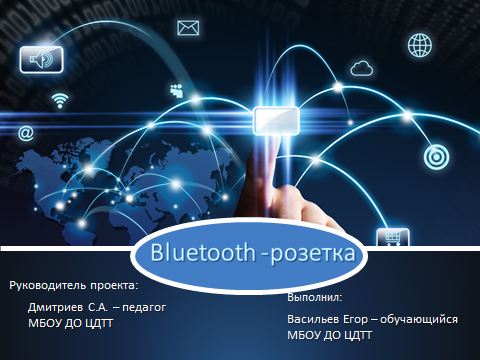 @
Bluetooth -розетка
Руководитель проекта:
Дмитриев С.А. – педагог
МБОУ ДО ЦДТТ
Выполнил:
Васильев Егор – обучающийся
МБОУ ДО ЦДТТ